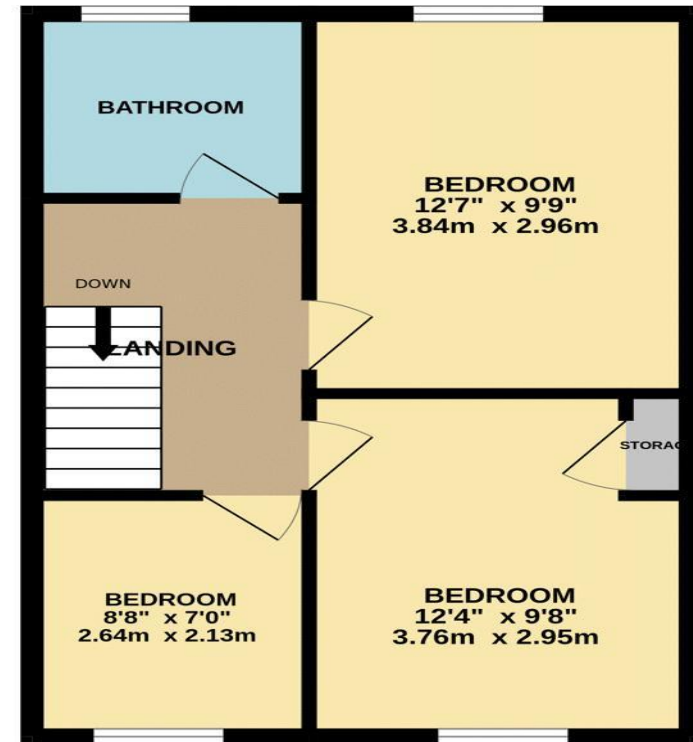 BATHROOM
BEDROOM
12'7" x 9'9"
3.84m x 2.96m
DOWN
LANDING
STORAG
BEDROOM
8'8" x 7'0"
2.64m x 2.13m
BEDROOM
12'4" x 9'8"
3.76m x 2.95m